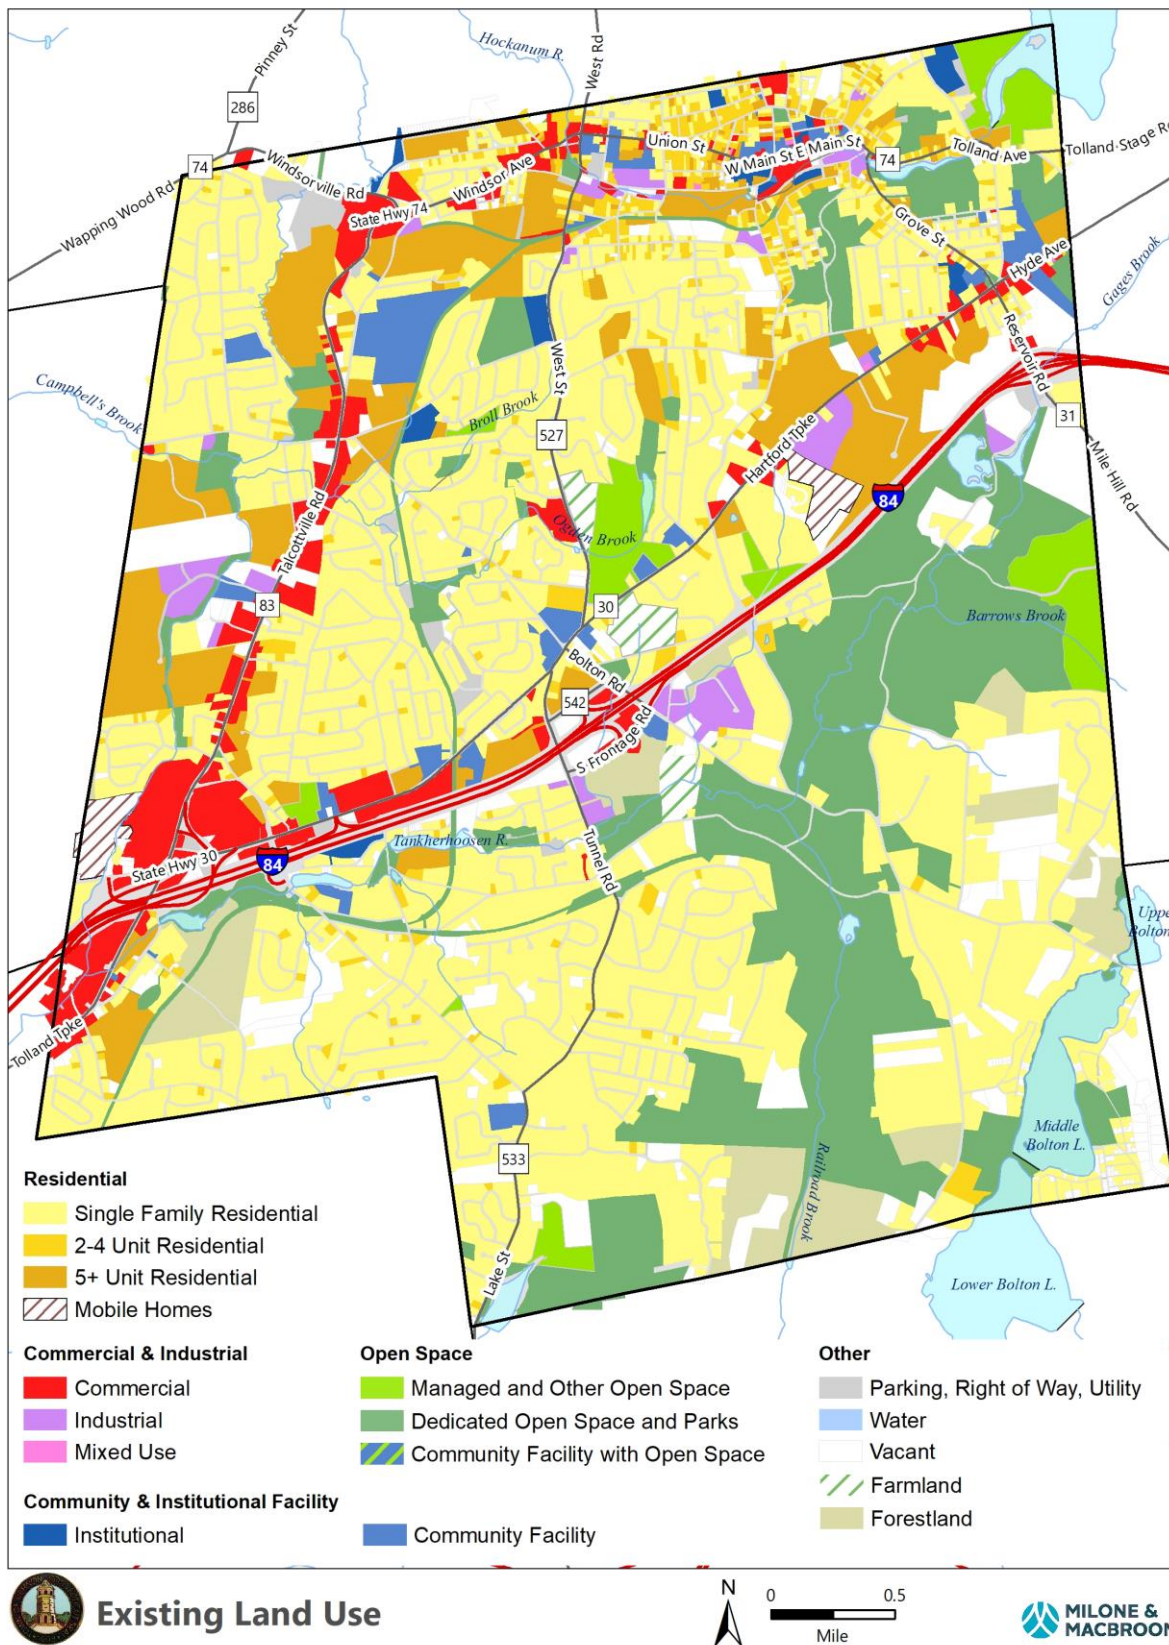 Pinney St
Hockanum R.
West Rd
286
74
Windsorville Rd
Wapping Wood Rd
State Hwy 74
Windsor Ave
Union St
W Main St
E Main St
74
Tolland Ave
Tolland Stage Rd
Grove St
Hyde Ave
Gages Brook
Reservoir Rd
31
Mile Hill Rd
Campbell's Brook
West St
Broll Brook
527
Hartford Tpke
84
Talcottville Rd
Ogden Brook
83
30
Barrows Brook
Bolton Rd
542
S Frontage Rd
State Hwy 30
84
Tankherhoosen R.
Tunnel Rd
Tolland Tpke
Uppe
Bolton
Middle
Bolton L.
533
Railroad Brook
Lake St
Lower Bolton L.
Residential
Single Family Residential
2-4 Unit Residential
5+ Unit Residential
Mobile Homes
Commercial & Industrial
Commercial
Industrial
Mixed Use
Open Space
Managed and Other Open Space
Dedicated Open Space and Parks
Community Facility with Open Space
Other
Parking, Right of Way, Utility
Water
Vacant
Farmland
Forestland
Community & Institutional Facility
Institutional
Community Facility
Existing Land Use
N
0 0.5
Mile
MILONE &
MACBROOM